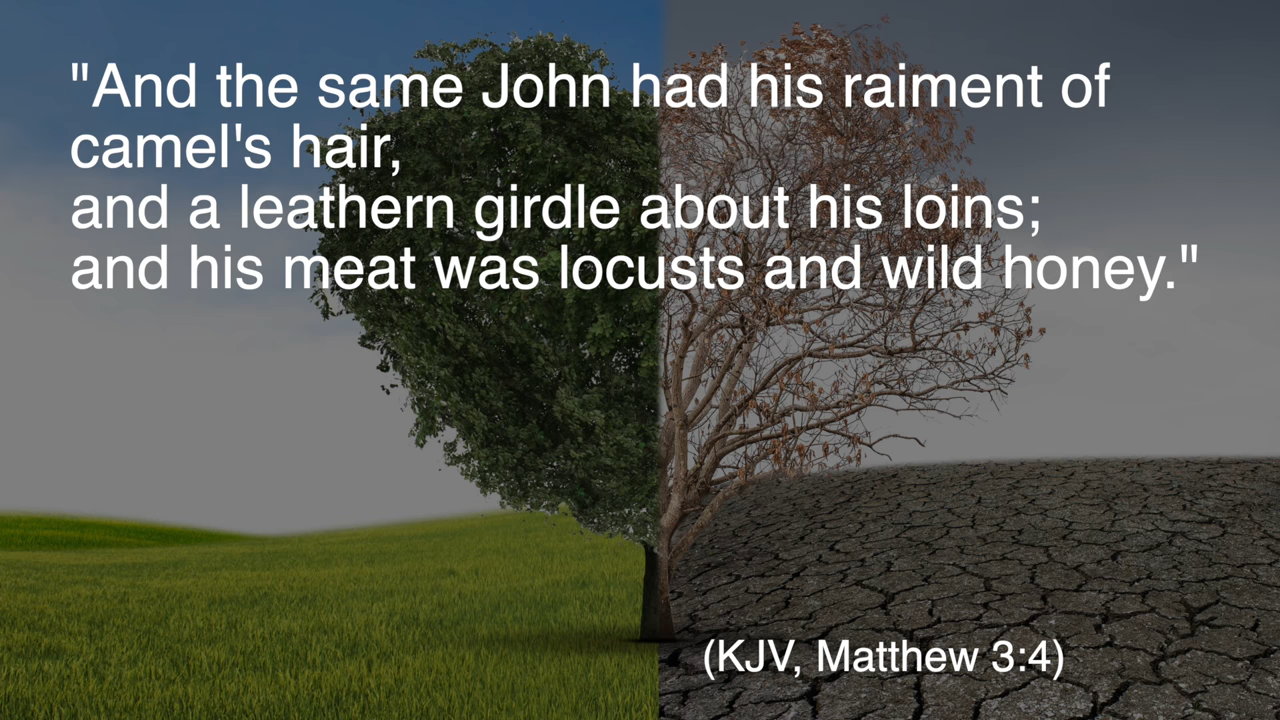 "And the same John had his raiment of
camel's hair,
and a leathern girdle about his loins;
and his meat was locusts and wild honey."
(KJV, Matthew 3:4)